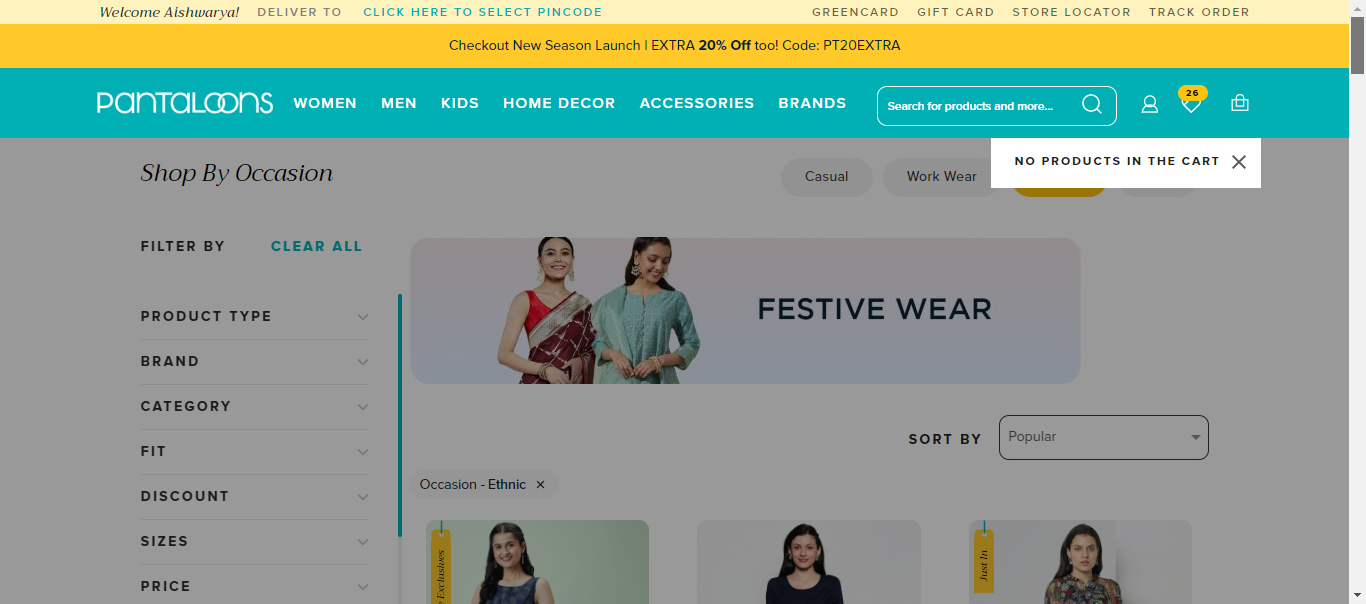 Welcome Aishwarya! DELIVER TO CLICK HERE TO SELECT PINCODE GREENCARD GIFT CARD STORE LOCATOR TRACK ORDER
Checkout New Season Launch | EXTRA 20% Off too! Code: PT20EXTRA
PANTALOONS WOMEN MEN KIDS HOME DECOR ACCESSORIES BRANDS Search for products and more... 26
NO PRODUCTS IN THE CART
Shop By Occasion Casual Work Wear
FILTER BY CLEAR ALL
FESTIVE WEAR
PRODUCT TYPE
BRAND
CATEGORY
FIT
DISCOUNT
SIZES
PRICE
SORT BY Popular
Occasion - Ethnic ×
Exclusives
Just In